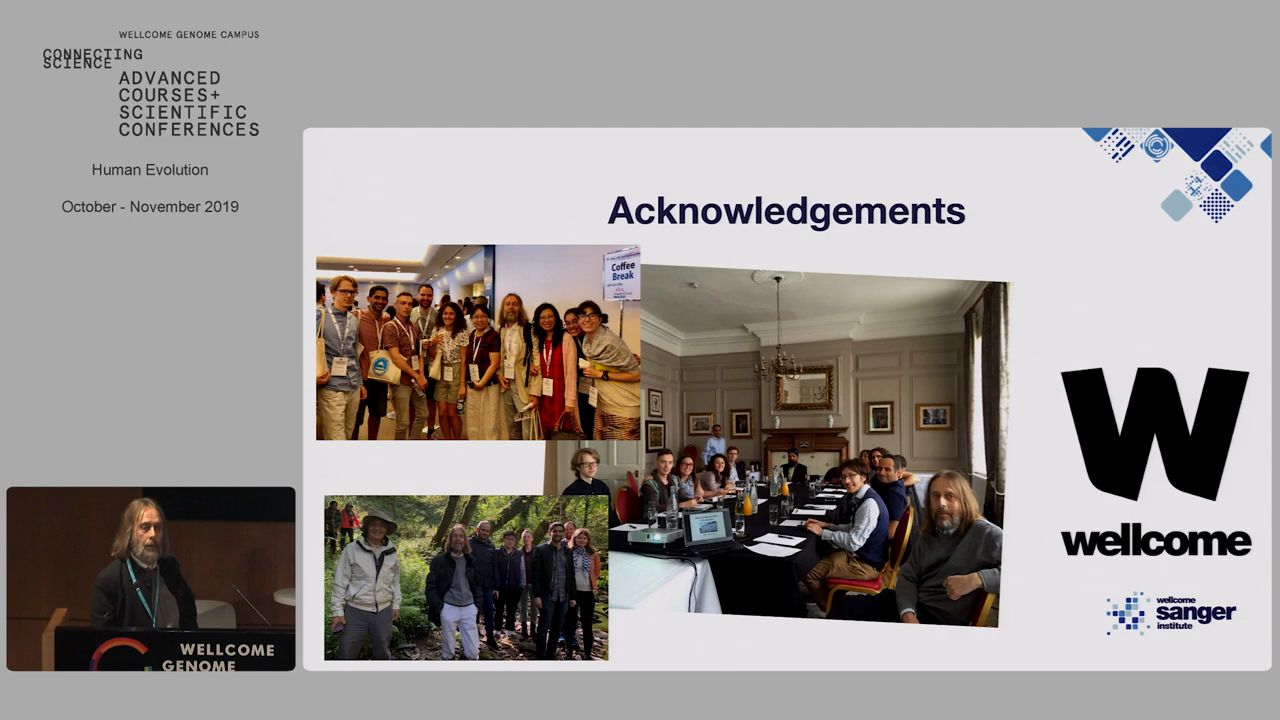 WELLCOME GENOME CAMPUS
CONNECTING
SCIENCE
ADVANCED
COURSES+
SCIENTIFIC
CONFERENCES
Human Evolution
October - November 2019
Acknowledgements
Coffee
Break
wellcome
wellcome
sanger
institute
WELLCOME
GENOME